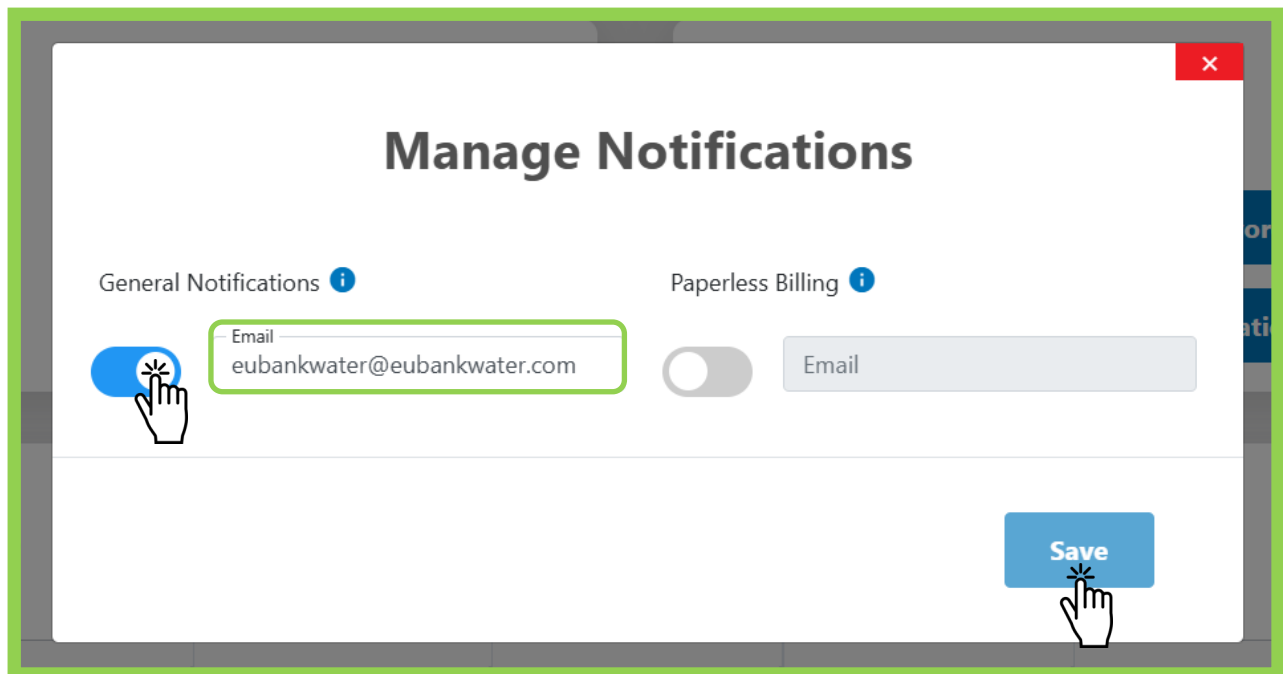 Manage Notifications
General Notifications
Paperless Billing
Email
eubankwater@eubankwater.com
Email
Save